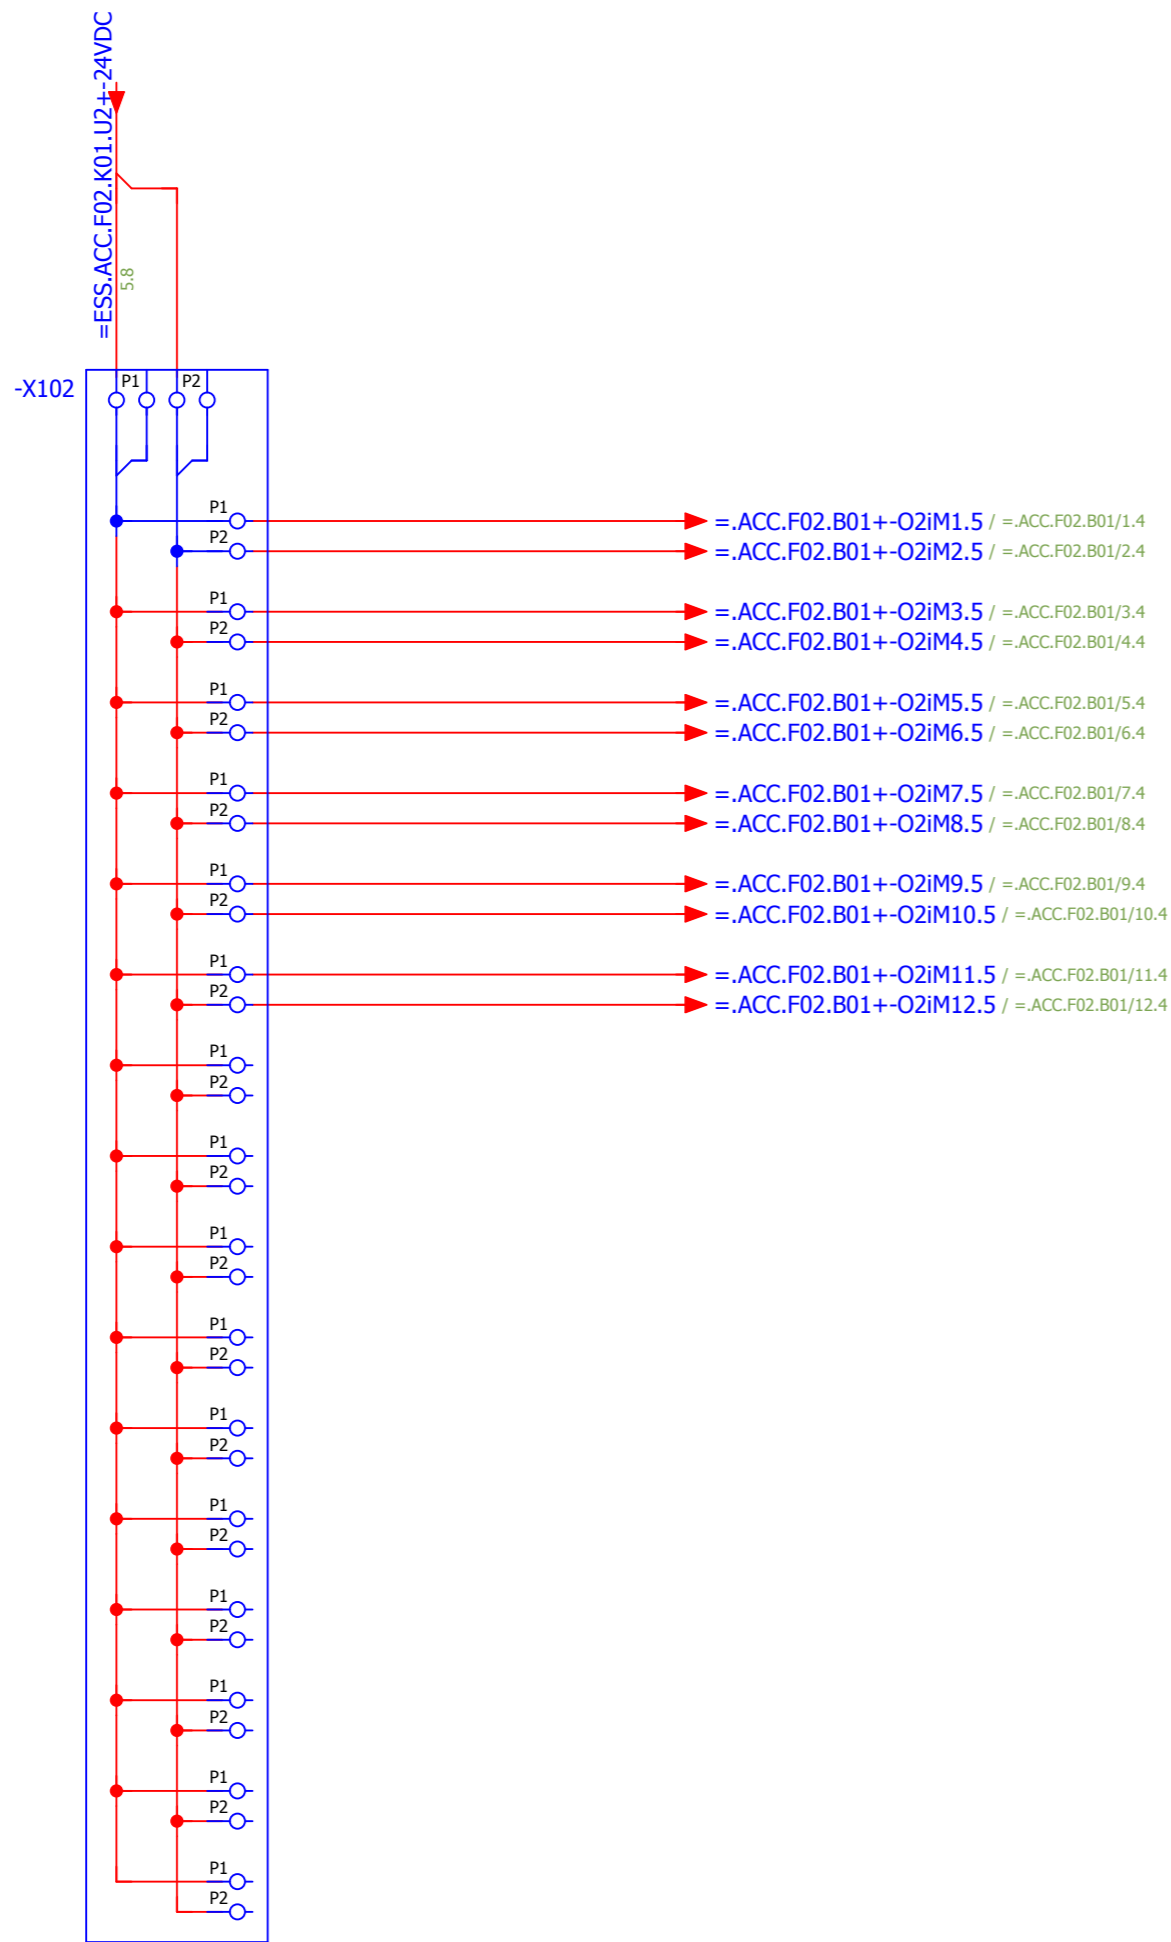 =ESS.ACC.F02.K01.U2+-24VDC
5.8
-X102
P1 P2
P1 =.ACC.F02.B01+-O2iM1.5 / =.ACC.F02.B01/1.4
P2 =.ACC.F02.B01+-O2iM2.5 / =.ACC.F02.B01/2.4
P1 =.ACC.F02.B01+-O2iM3.5 / =.ACC.F02.B01/3.4
P2 =.ACC.F02.B01+-O2iM4.5 / =.ACC.F02.B01/4.4
P1 =.ACC.F02.B01+-O2iM5.5 / =.ACC.F02.B01/5.4
P2 =.ACC.F02.B01+-O2iM6.5 / =.ACC.F02.B01/6.4
P1 =.ACC.F02.B01+-O2iM7.5 / =.ACC.F02.B01/7.4
P2 =.ACC.F02.B01+-O2iM8.5 / =.ACC.F02.B01/8.4
P1 =.ACC.F02.B01+-O2iM9.5 / =.ACC.F02.B01/9.4
P2 =.ACC.F02.B01+-O2iM10.5 / =.ACC.F02.B01/10.4
P1 =.ACC.F02.B01+-O2iM11.5 / =.ACC.F02.B01/11.4
P2 =.ACC.F02.B01+-O2iM12.5 / =.ACC.F02.B01/12.4
P1
P2
P1
P2
P1
P2
P1
P2
P1
P2
P1
P2
P1
P2
P1
P2
P1
P2
P1
P2